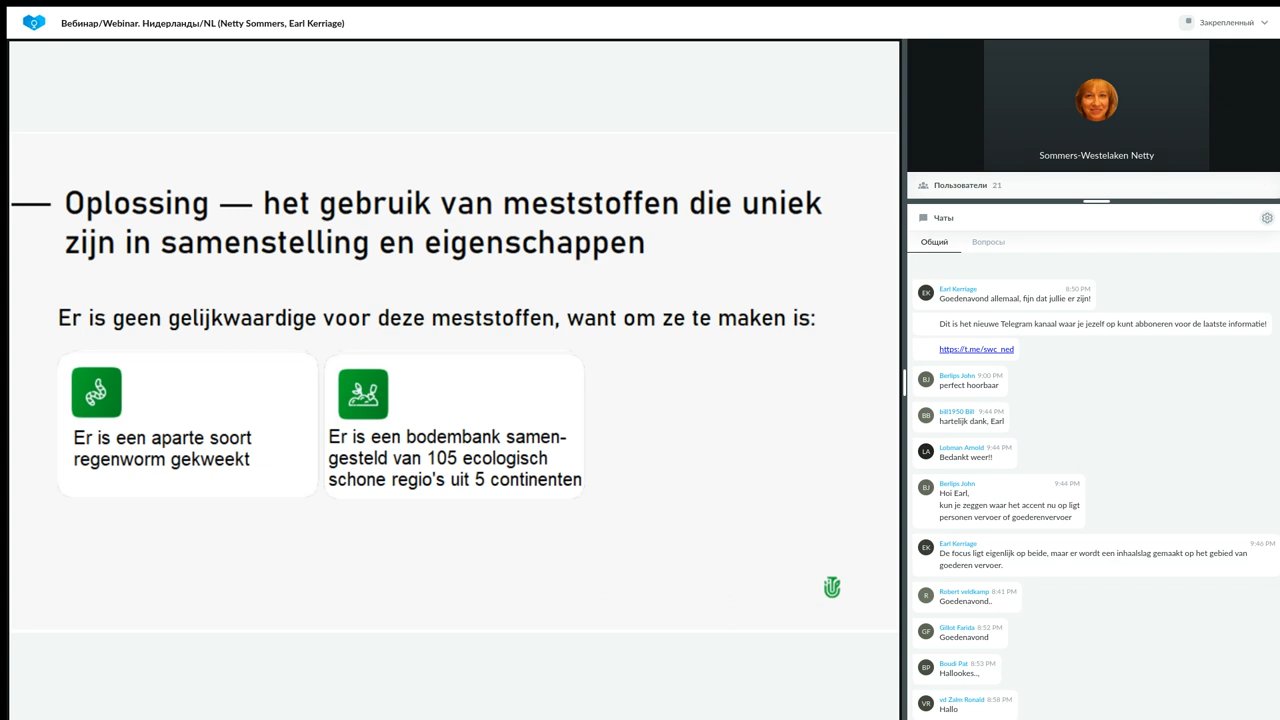 Вебинар/Webinar. Нидерланды/NL (Netty Sommers, Earl Kerriage)
Закрепленный
— Oplossing — het gebruik van meststoffen die uniek
zijn in samenstelling en eigenschappen
Er is geen gelijkwaardige voor deze meststoffen, want om ze te maken is:
Er is een aparte soort
regenworm gekweekt
Er is een bodembank samen-
gesteld van 105 ecologisch
schone regio's uit 5 continenten
Sommers-Westelaken Netty
Пользователи 21
Чаты
Общий Вопросы
EK Earl Kerriage 8:50 PM
Goedenavond allemaal, fijn dat jullie er zijn!
Dit is het nieuwe Telegram kanaal waar je jezelf op kunt abboneren voor de laatste informatie!
https://t.me/swc_ned
BJ Berlips John 9:00 PM
perfect hoorbaar
BB bill1950 Bill 9:44 PM
hartelijk dank, Earl
LA Lobman Arnold 9:44 PM
Bedankt weer!!
BJ Berlips John 9:44 PM
Hoi Earl,
kun je zeggen waar het accent nu op ligt
personen vervoer of goederenvervoer
EK Earl Kerriage 9:46 PM
De focus ligt eigenlijk op beide, maar er wordt een inhaalslag gemaakt op het gebied van
goederen vervoer.
R Robert veldkamp 8:41 PM
Goedenavond..
GF Gillot Farida 8:52 PM
Goedenavond
BP Boudi Pat 8:53 PM
Hallookes..,
VR vd Zalm Ronald 8:58 PM
Hallo